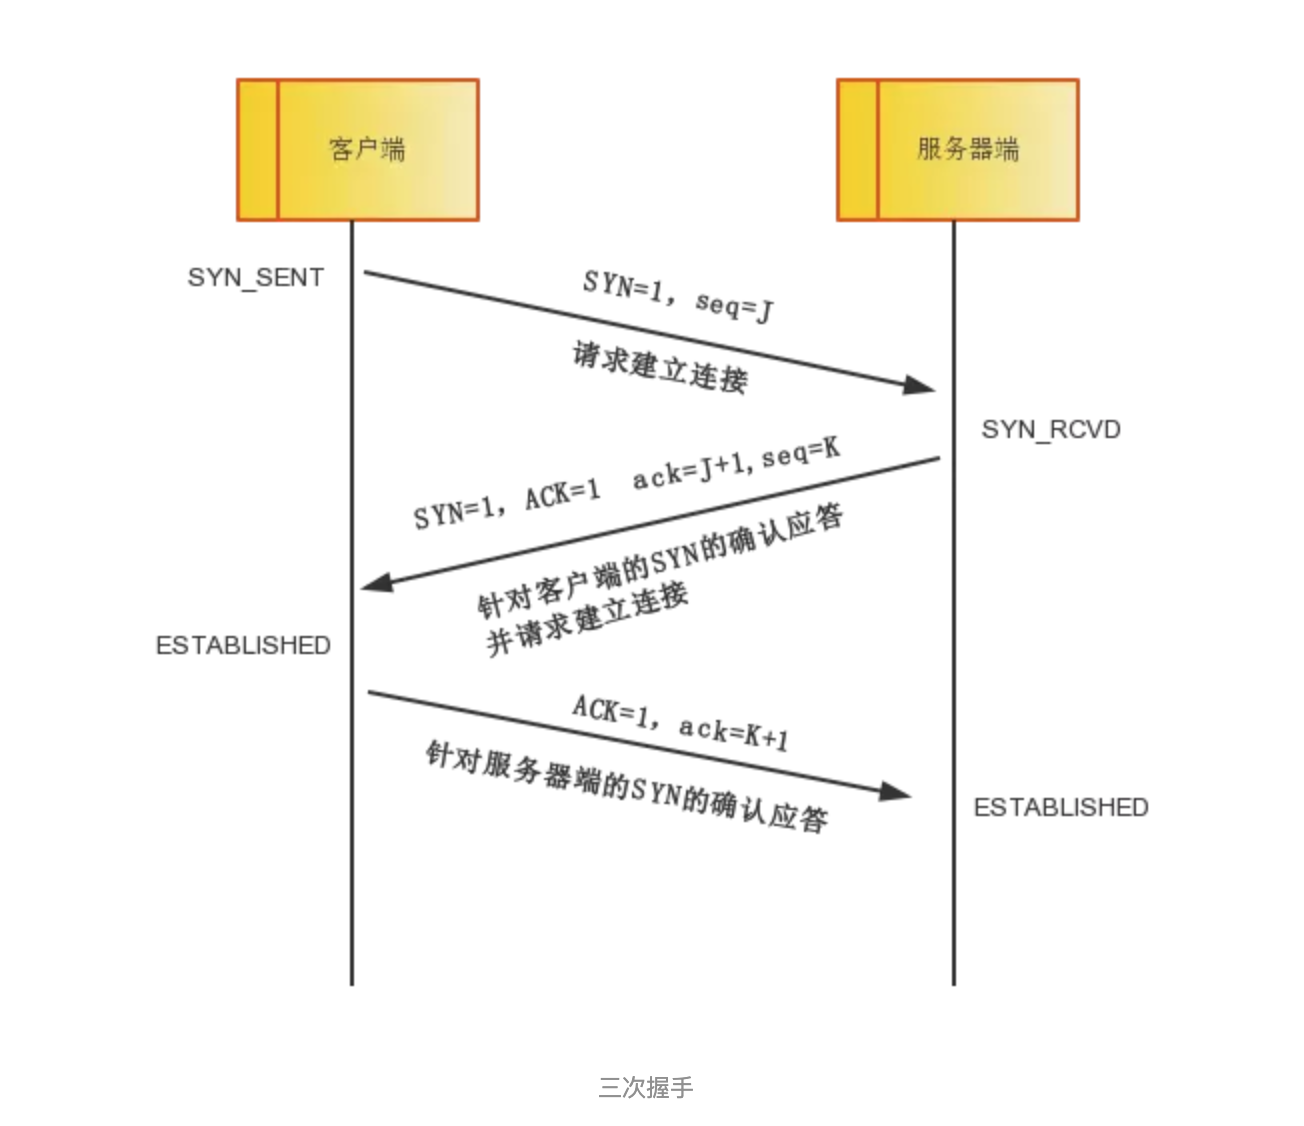 客户端
服务器端
SYN_SENT
SYN=1, seq=J
请求建立连接
SYN_RCVD
SYN=1, ACK=1 ack=J+1,seq=K
针对客户端的SYN的确认应答
并请求建立连接
ESTABLISHED
ACK=1, ack=K+1
针对服务器端的SYN的确认应答
ESTABLISHED
三次握手